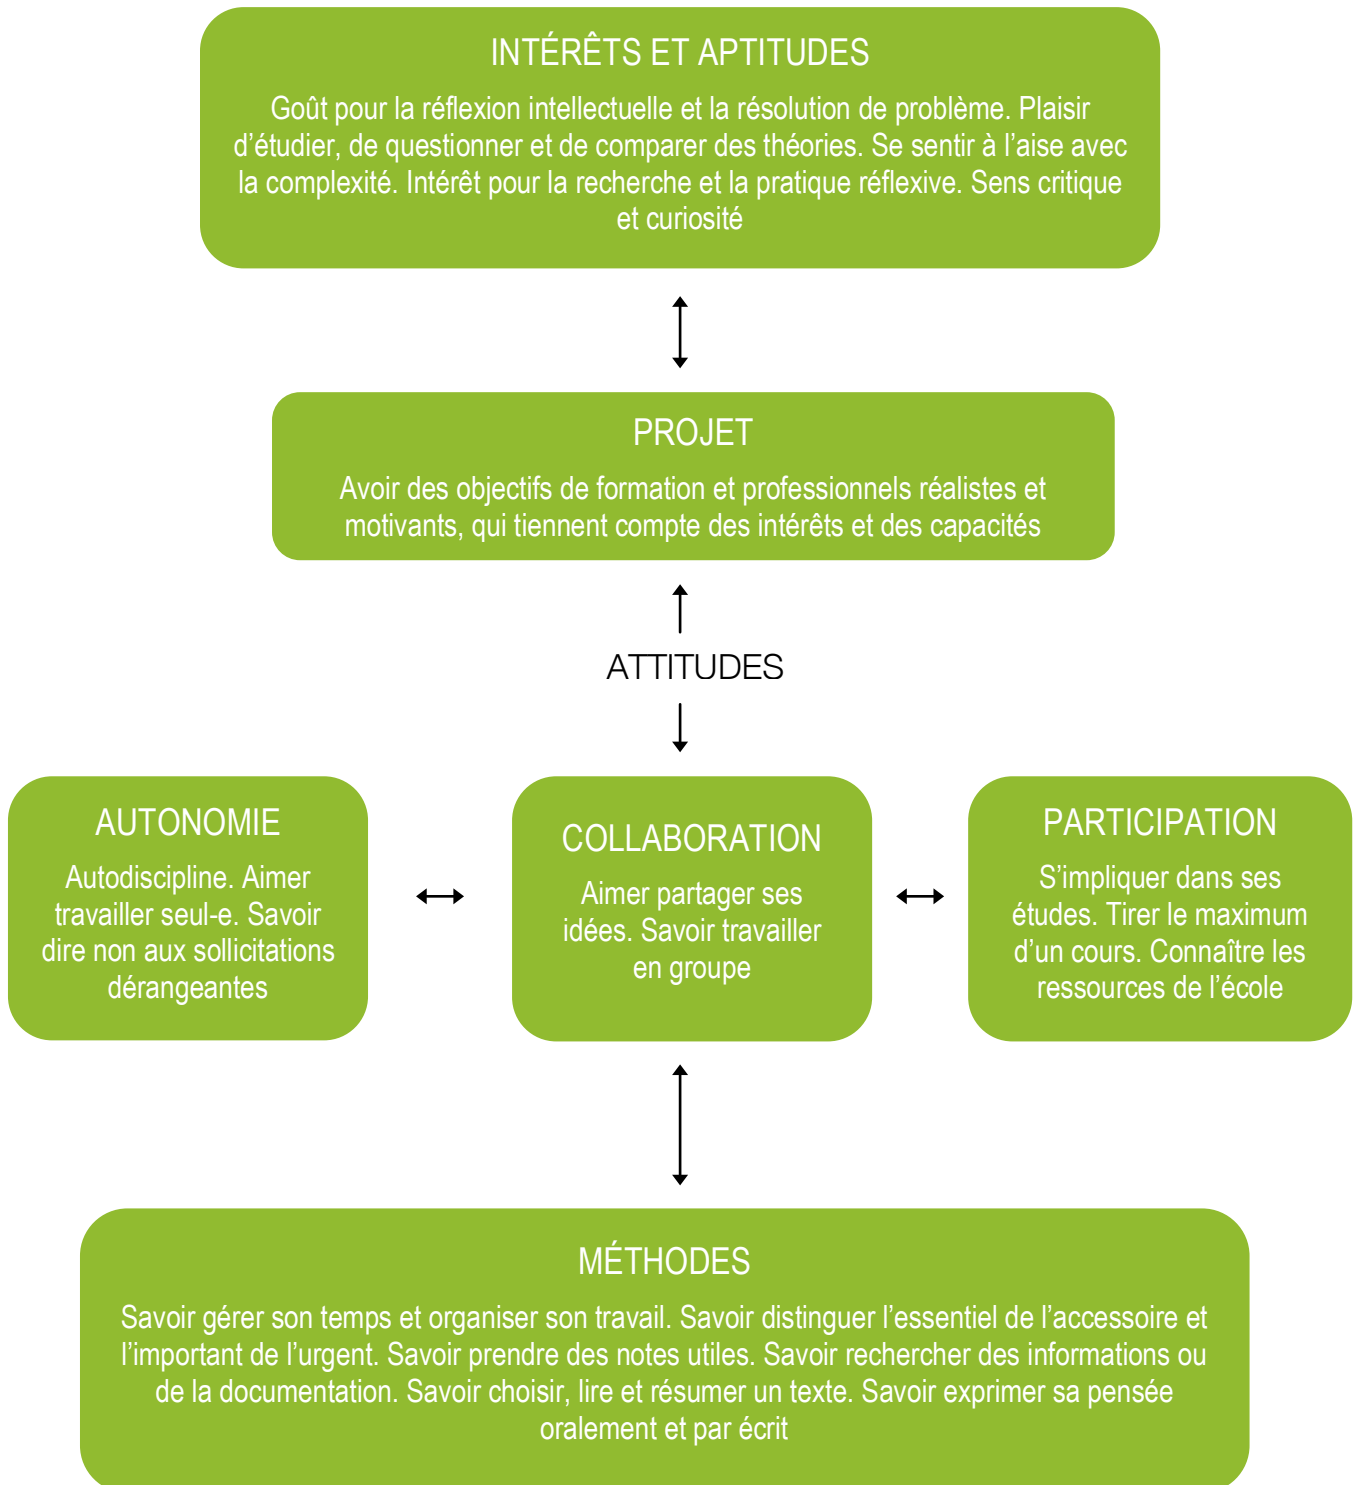 INTÉRÊTS ET APTITUDES
Goût pour la réflexion intellectuelle et la résolution de problème. Plaisir
d’étudier, de questionner et de comparer des théories. Se sentir à l’aise avec
la complexité. Intérêt pour la recherche et la pratique réflexive. Sens critique
et curiosité
PROJET
Avoir des objectifs de formation et professionnels réalistes et
motivants, qui tiennent compte des intérêts et des capacités
ATTITUDES
AUTONOMIE
Autodiscipline. Aimer
travailler seul-e. Savoir
dire non aux sollicitations
dérangeantes
COLLABORATION
Aimer partager ses
idées. Savoir travailler
en groupe
PARTICIPATION
S’impliquer dans ses
études. Tirer le maximum
d’un cours. Connaître les
ressources de l’école
MÉTHODES
Savoir gérer son temps et organiser son travail. Savoir distinguer l’essentiel de l’accessoire et
l’important de l’urgent. Savoir prendre des notes utiles. Savoir rechercher des informations ou
de la documentation. Savoir choisir, lire et résumer un texte. Savoir exprimer sa pensée
oralement et par écrit